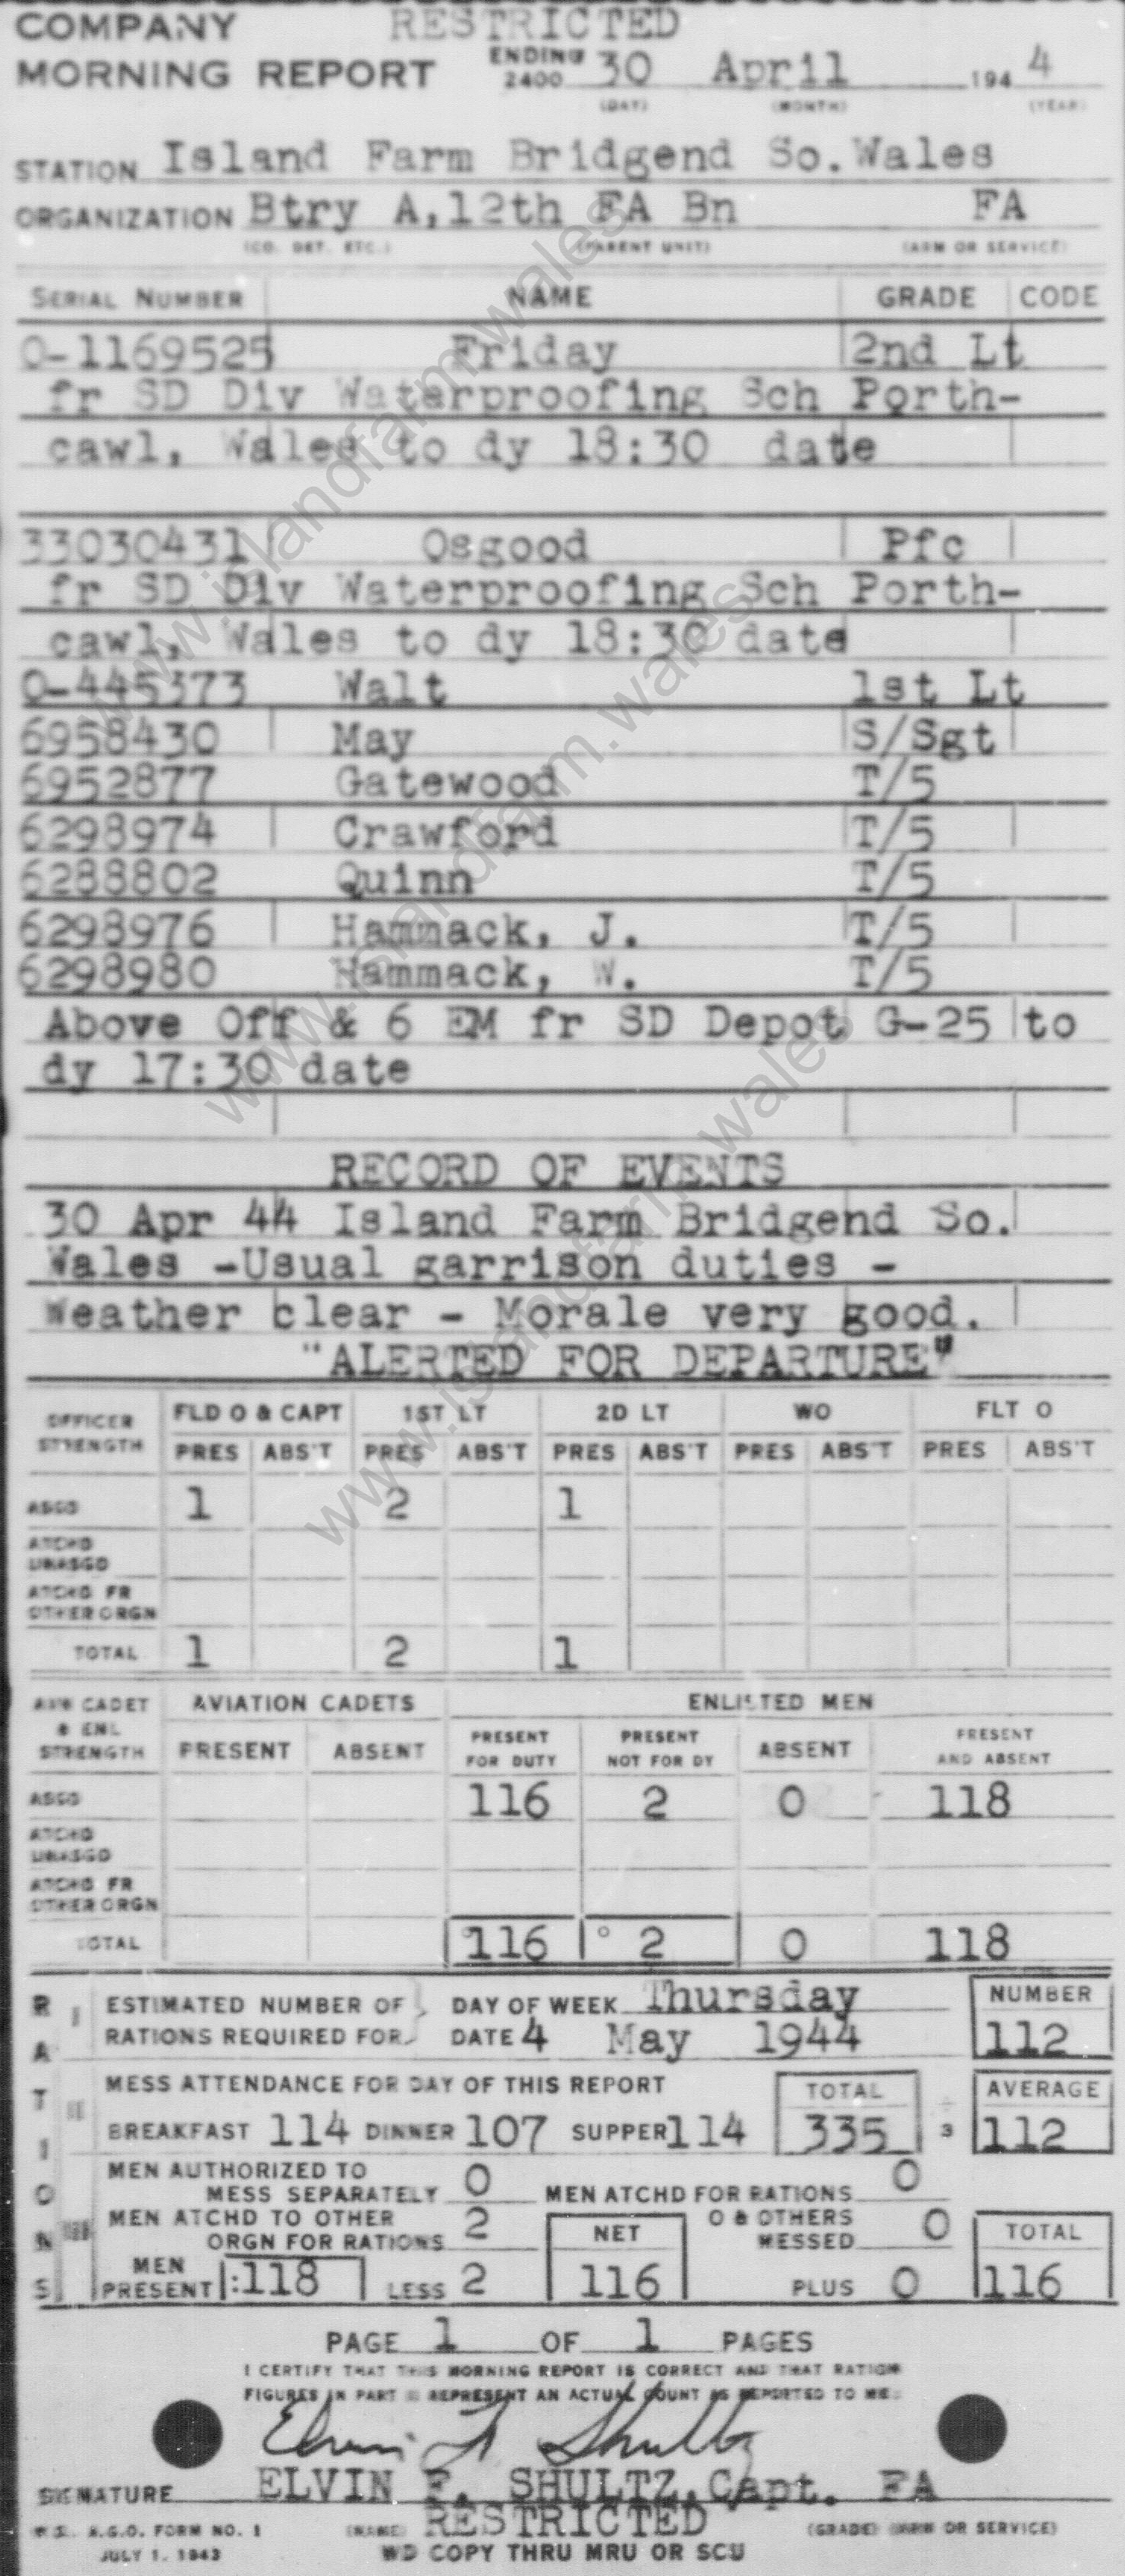 COMPANY RESTRICTED
MORNING REPORT ENDING 2400 30 April 194 4
(DAY) (MONTH) (YEAR)
STATION Island Farm Bridgend So.Wales
ORGANIZATION Btry A,12th FA Bn FA
(CO. DET. ETC.) (PARENT UNIT) (ARM OR SERVICE)
SERIAL NUMBER NAME GRADE CODE
O-1169525 Friday 2nd Lt
fr SD Div Waterproofing Sch Porth-
cawl, Wales to dy 18:30 date
33030431 Osgood Pfc
fr SD Div Waterproofing Sch Porth-
cawl, Wales to dy 18:30 date
O-445373 Walt 1st Lt
6958430 May S/Sgt
6952877 Gatewood T/5
6298974 Crawford T/5
6288802 Quinn T/5
6298976 Hammack, J. T/5
6298980 Hammack, W. T/5
Above Off & 6 EM fr SD Depot G-25 to
dy 17:30 date
RECORD OF EVENTS
30 Apr 44 Island Farm Bridgend So.
Wales -Usual garrison duties -
Weather clear - Morale very good.
"ALERTED FOR DEPARTURE"
OFFICER STRENGTH FLD O & CAPT 1ST LT 2D LT WO FLT O
PRES ABS'T PRES ABS'T PRES ABS'T PRES ABS'T PRES ABS'T
ASGD 1 2 1
ATCHD UNASGD
ATCHD FR OTHER ORGN
TOTAL 1 2 1
AVN CADET & ENL STRENGTH AVIATION CADETS ENLISTED MEN
PRESENT ABSENT PRESENT FOR DUTY PRESENT NOT FOR DY ABSENT PRESENT AND ABSENT
ASGD 116 2 0 118
ATCHD UNASGD
ATCHD FR OTHER ORGN
TOTAL 116 2 0 118
RATIONS
I ESTIMATED NUMBER OF DAY OF WEEK Thursday NUMBER
RATIONS REQUIRED FOR DATE 4 May 1944 112
II MESS ATTENDANCE FOR DAY OF THIS REPORT TOTAL AVERAGE
BREAKFAST 114 DINNER 107 SUPPER 114 335 ÷ 3 112
III MEN AUTHORIZED TO MESS SEPARATELY 0 MEN ATCHD FOR RATIONS 0
MEN ATCHD TO OTHER ORGN FOR RATIONS 2 NET O & OTHERS MESSED 0 TOTAL
MEN PRESENT :118 LESS 2 116 PLUS 0 116
PAGE 1 OF 1 PAGES
I CERTIFY THAT THIS MORNING REPORT IS CORRECT AND THAT RATION
FIGURES IN PART II REPRESENT AN ACTUAL COUNT AS REPORTED TO ME.
Elvin F Shultz
SIGNATURE ELVIN F. SHULTZ, Capt. FA
W.D., A.G.O. FORM NO. 1 (NAME) RESTRICTED (GRADE) (ARM OR SERVICE)
JULY 1, 1943 WD COPY THRU MRU OR SCU
www.islandfarm.wales
www.islandfarm.wales
www.islandfarm.wales